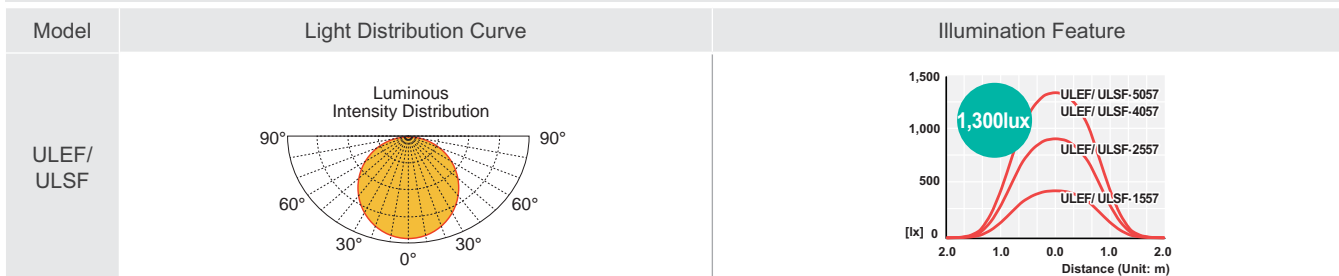 Model
Light Distribution Curve
Illumination Feature
ULEF/
ULSF
Luminous
Intensity Distribution
90°
90°
60°
60°
30°
30°
0°
1,500
1,000
500
[lx] 0
1,300lux
ULEF/ ULSF-5057
ULEF/ ULSF-4057
ULEF/ ULSF-2557
ULEF/ ULSF-1557
2.0 1.0 0.0 1.0 2.0
Distance (Unit: m)